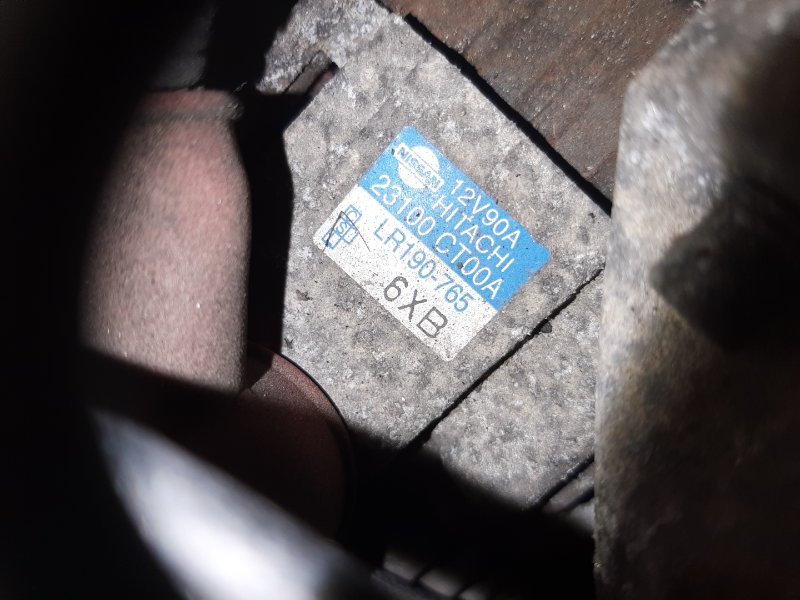 NISSAN
12V90A
HITACHI
23100 CT00A
LR190-765
6XB